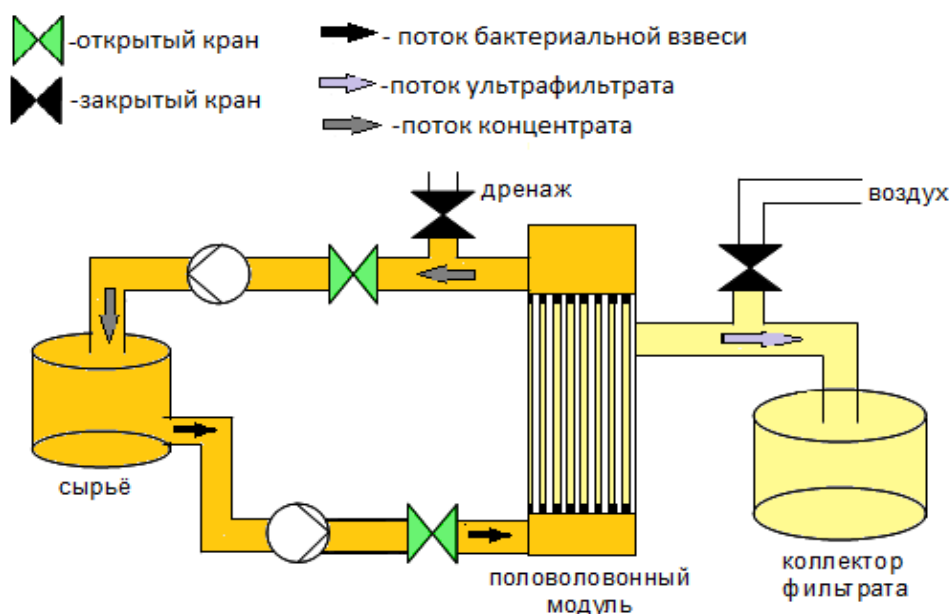 -открытый кран
- поток бактериальной взвеси
-закрытый кран
-поток ультрафильтрата
-поток концентрата
дренаж
воздух
сырьё
половоловонный
модуль
коллектор
фильтрата